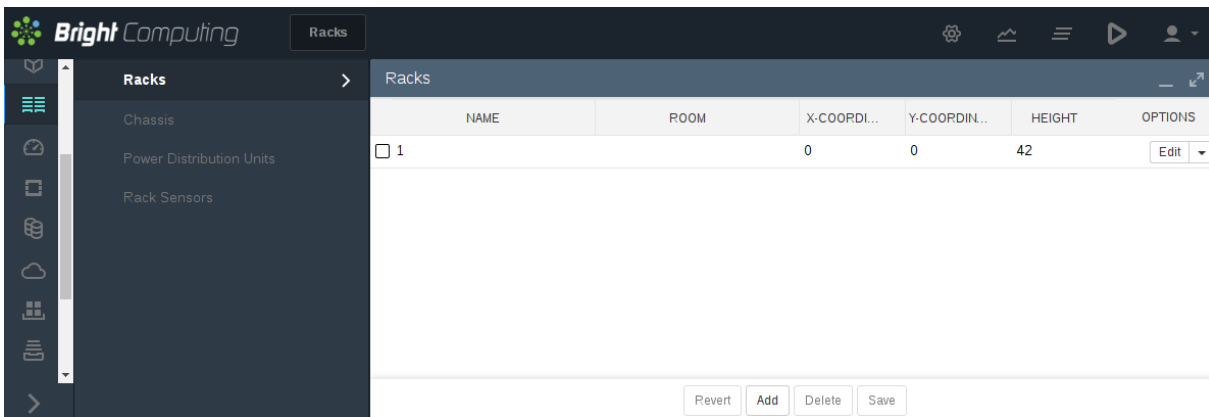 Bright Computing
Racks
Racks
Chassis
Power Distribution Units
Rack Sensors
Racks
NAME ROOM X-COORDI... Y-COORDIN... HEIGHT OPTIONS
1 0 0 42 Edit
Revert Add Delete Save